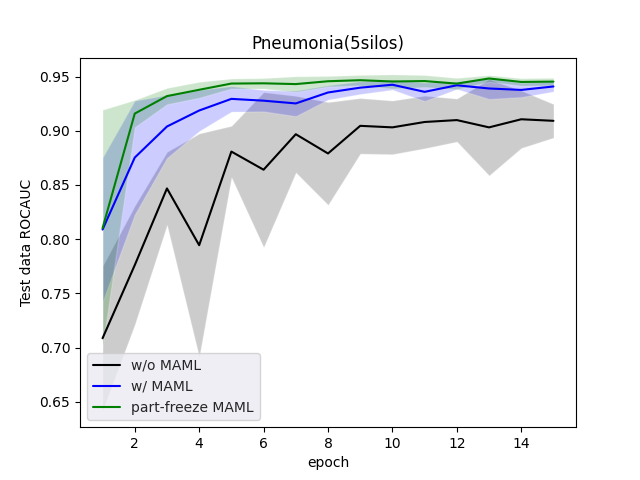 Pneumonia(5silos)
Test data ROCAUC
0.95
0.90
0.85
0.80
0.75
0.70
0.65
w/o MAML
w/ MAML
part-freeze MAML
2 4 6 8 10 12 14
epoch